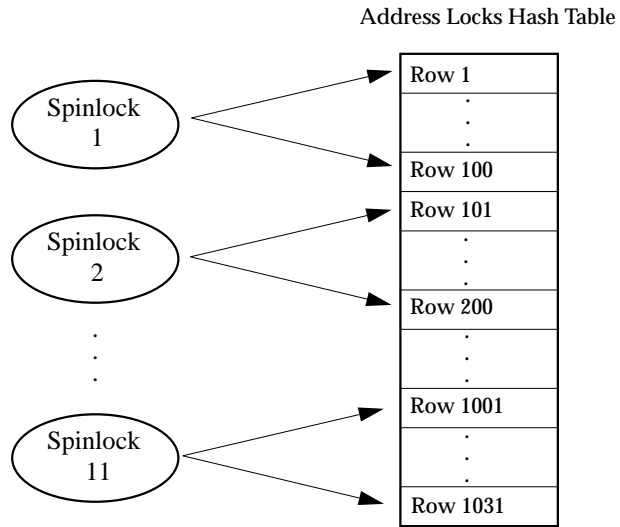 Address Locks Hash Table
Spinlock
1
Row 1
.
.
.
Row 100
Spinlock
2
Row 101
.
.
.
Row 200
.
.
.
.
.
.
Spinlock
11
Row 1001
.
.
.
Row 1031